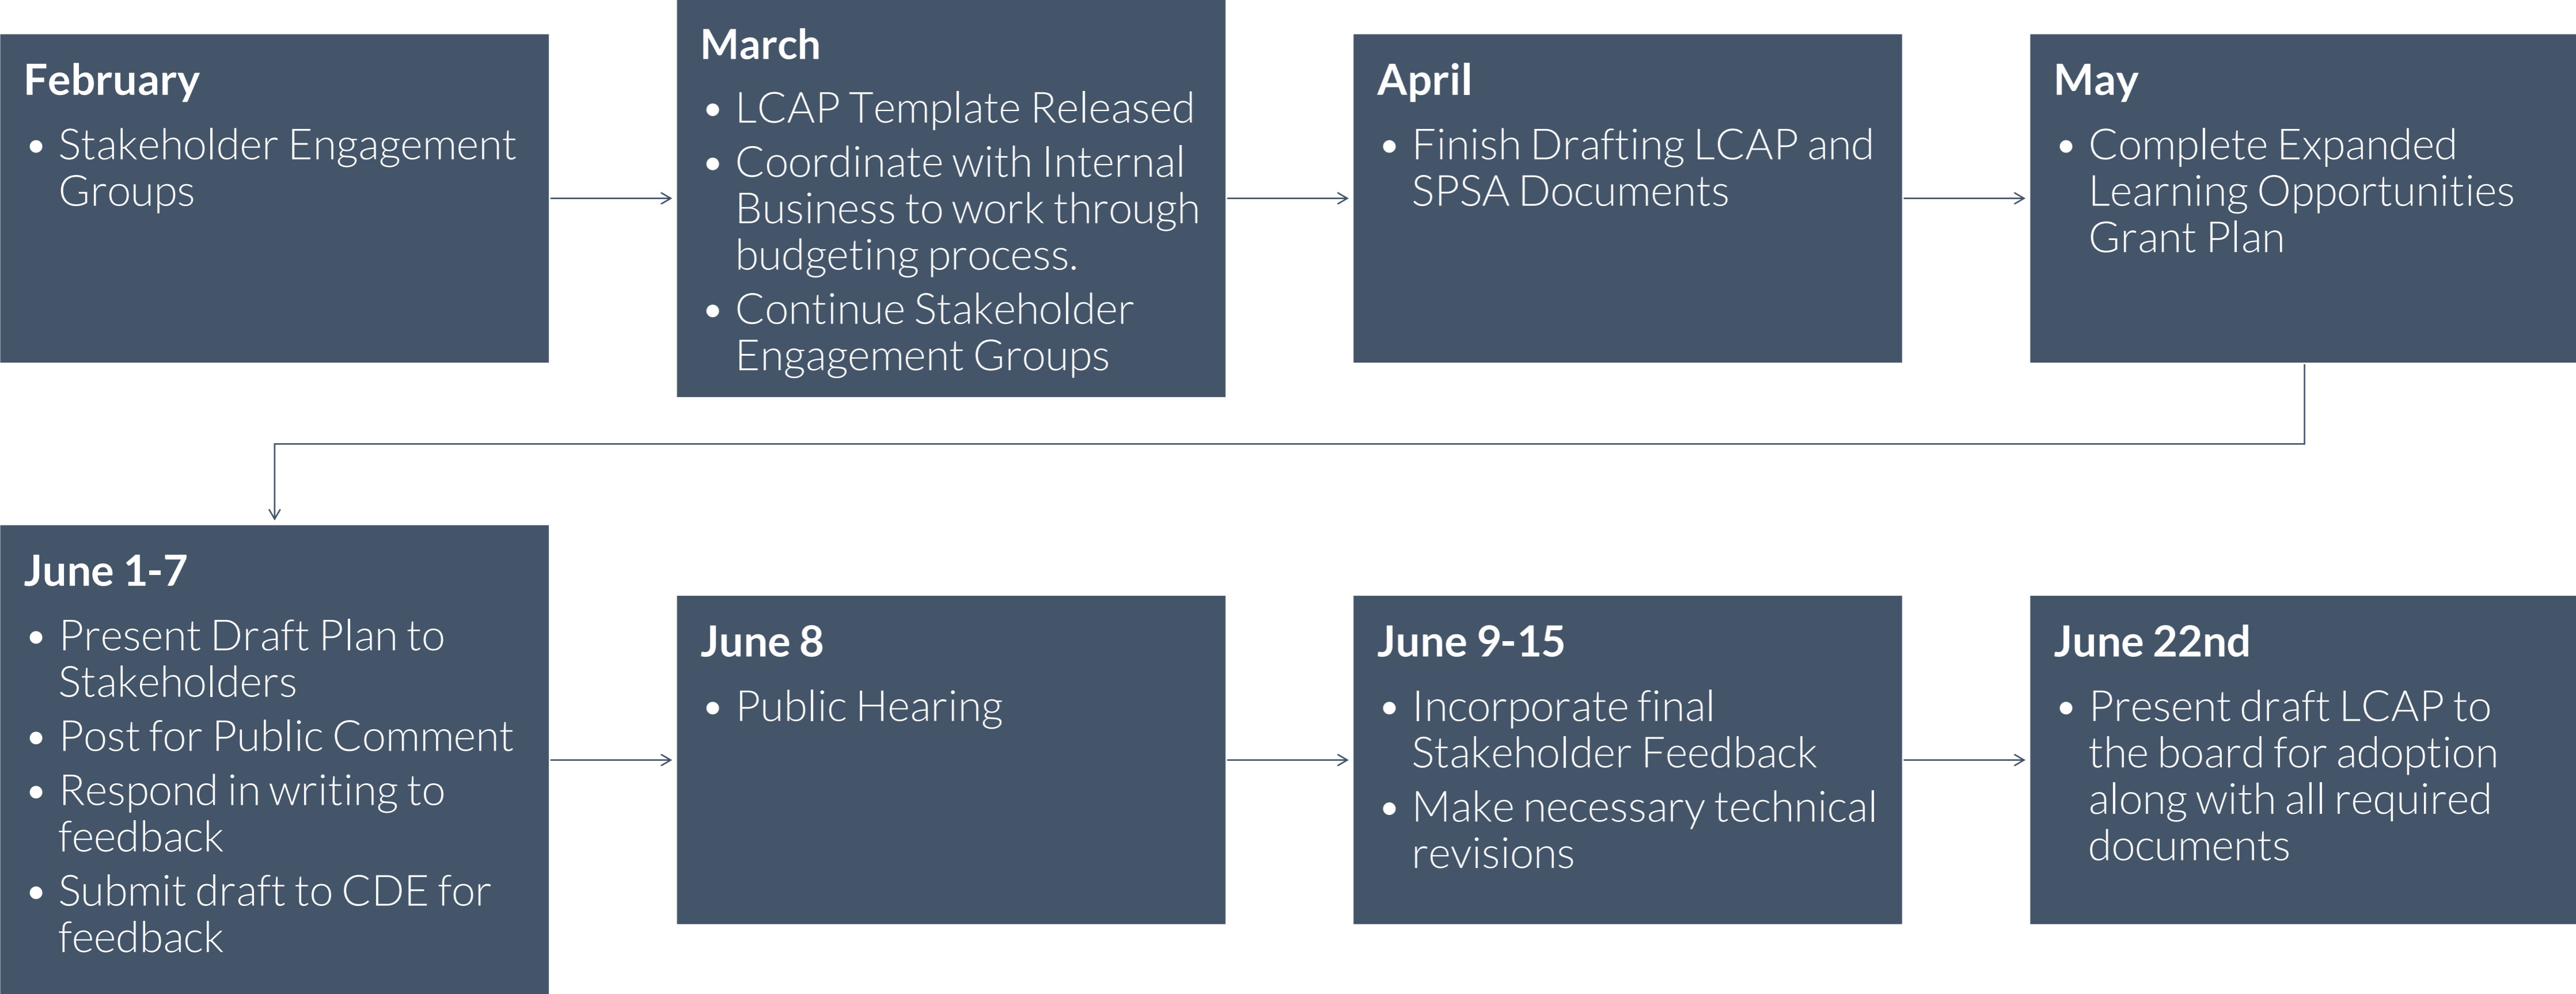 February
• Stakeholder Engagement
Groups
March
• LCAP Template Released
• Coordinate with Internal
Business to work through
budgeting process.
• Continue Stakeholder
Engagement Groups
April
• Finish Drafting LCAP and
SPSA Documents
May
• Complete Expanded
Learning Opportunities
Grant Plan
June 1-7
• Present Draft Plan to
Stakeholders
• Post for Public Comment
• Respond in writing to
feedback
• Submit draft to CDE for
feedback
June 8
• Public Hearing
June 9-15
• Incorporate final
Stakeholder Feedback
• Make necessary technical
revisions
June 22nd
• Present draft LCAP to
the board for adoption
along with all required
documents